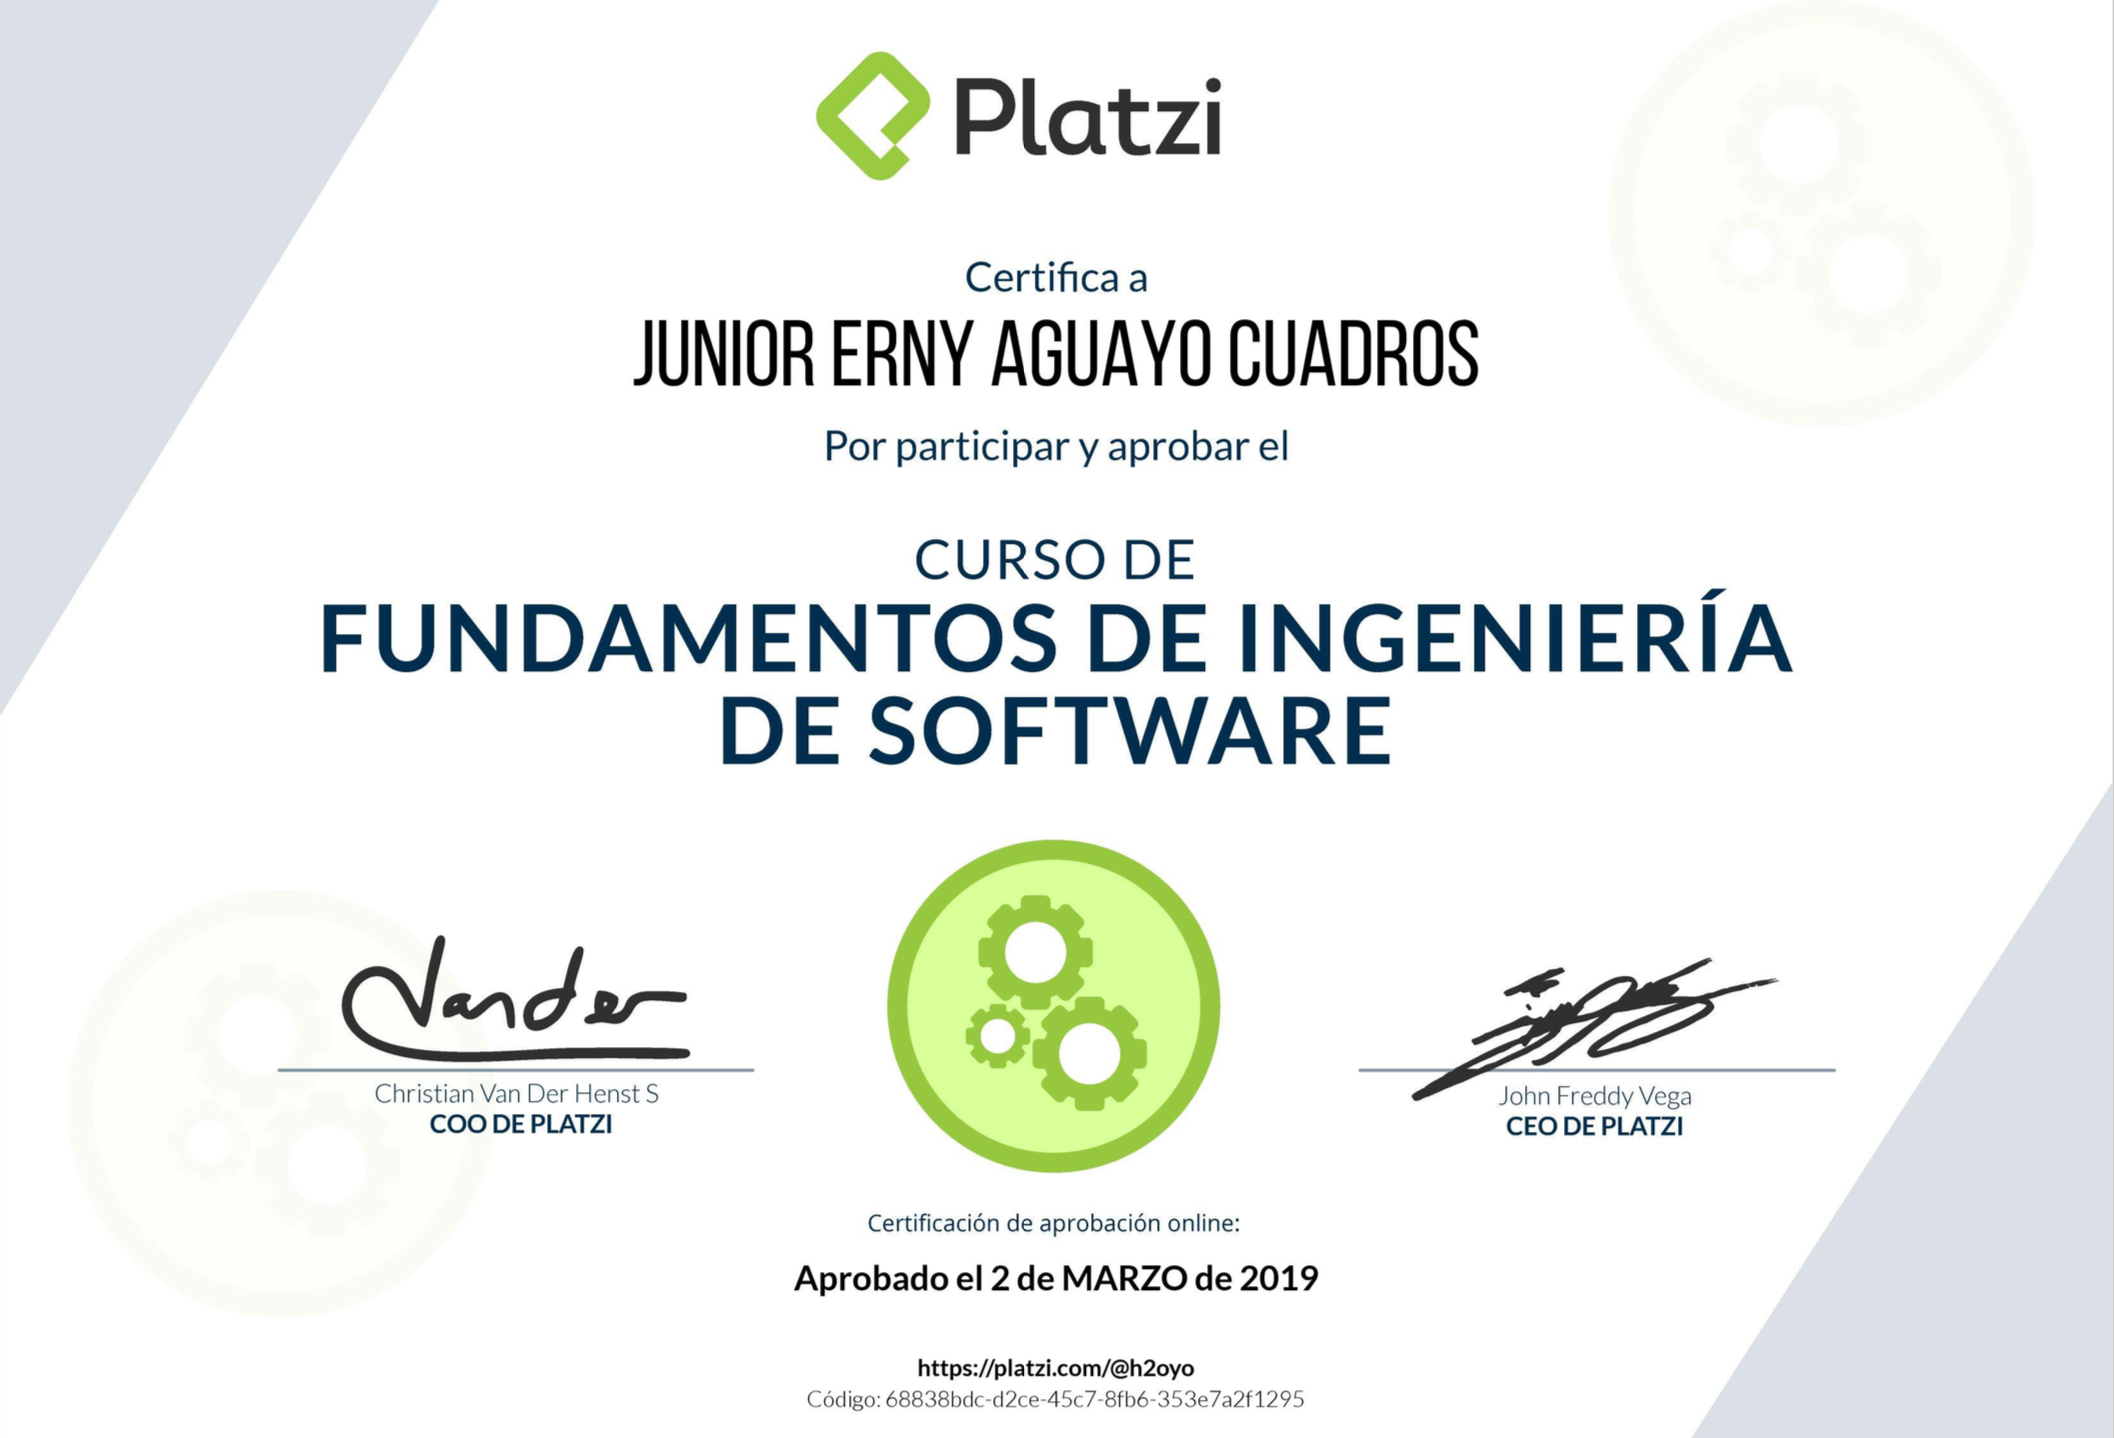 Platzi
Certifica a
JUNIOR ERNY AGUAYO CUADROS
Por participar y aprobar el
CURSO DE
FUNDAMENTOS DE INGENIERÍA
DE SOFTWARE
Vander
Christian Van Der Henst S
COO DE PLATZI
John Freddy Vega
CEO DE PLATZI
Certificación de aprobación online:
Aprobado el 2 de MARZO de 2019
https://platzi.com/@h2oyo
Código: 68838bdc-d2ce-45c7-8fb6-353e7a2f1295